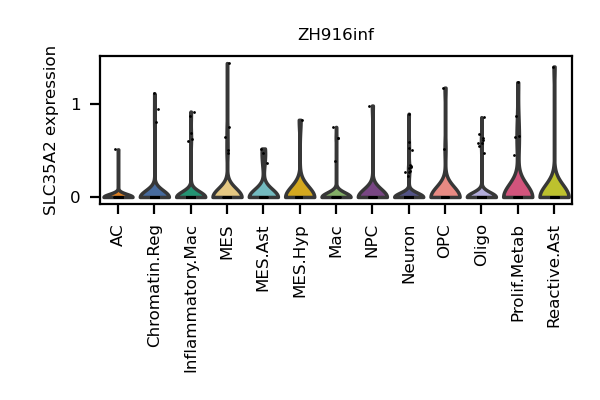 ZH916inf
SLC35A2 expression
1
0
AC
Chromatin.Reg
Inflammatory.Mac
MES
MES.Ast
MES.Hyp
Mac
NPC
Neuron
OPC
Oligo
Prolif.Metab
Reactive.Ast